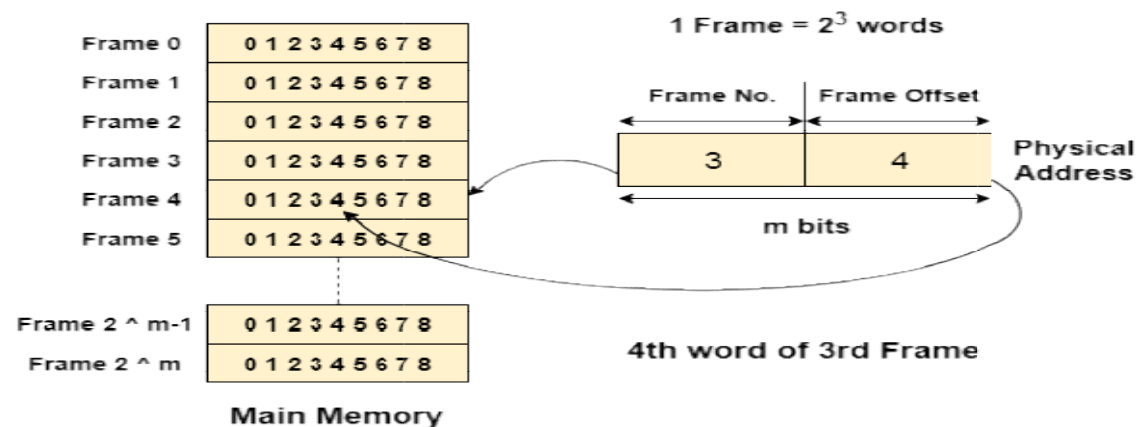 1 Frame = 2³ words
Frame 0 0 1 2 3 4 5 6 7 8
Frame 1 0 1 2 3 4 5 6 7 8
Frame 2 0 1 2 3 4 5 6 7 8
Frame 3 0 1 2 3 4 5 6 7 8
Frame 4 0 1 2 3 4 5 6 7 8
Frame 5 0 1 2 3 4 5 6 7 8
Frame 2 ^ m-1 0 1 2 3 4 5 6 7 8
Frame 2 ^ m 0 1 2 3 4 5 6 7 8
Main Memory
Frame No. Frame Offset
3 4
Physical
Address
m bits
4th word of 3rd Frame